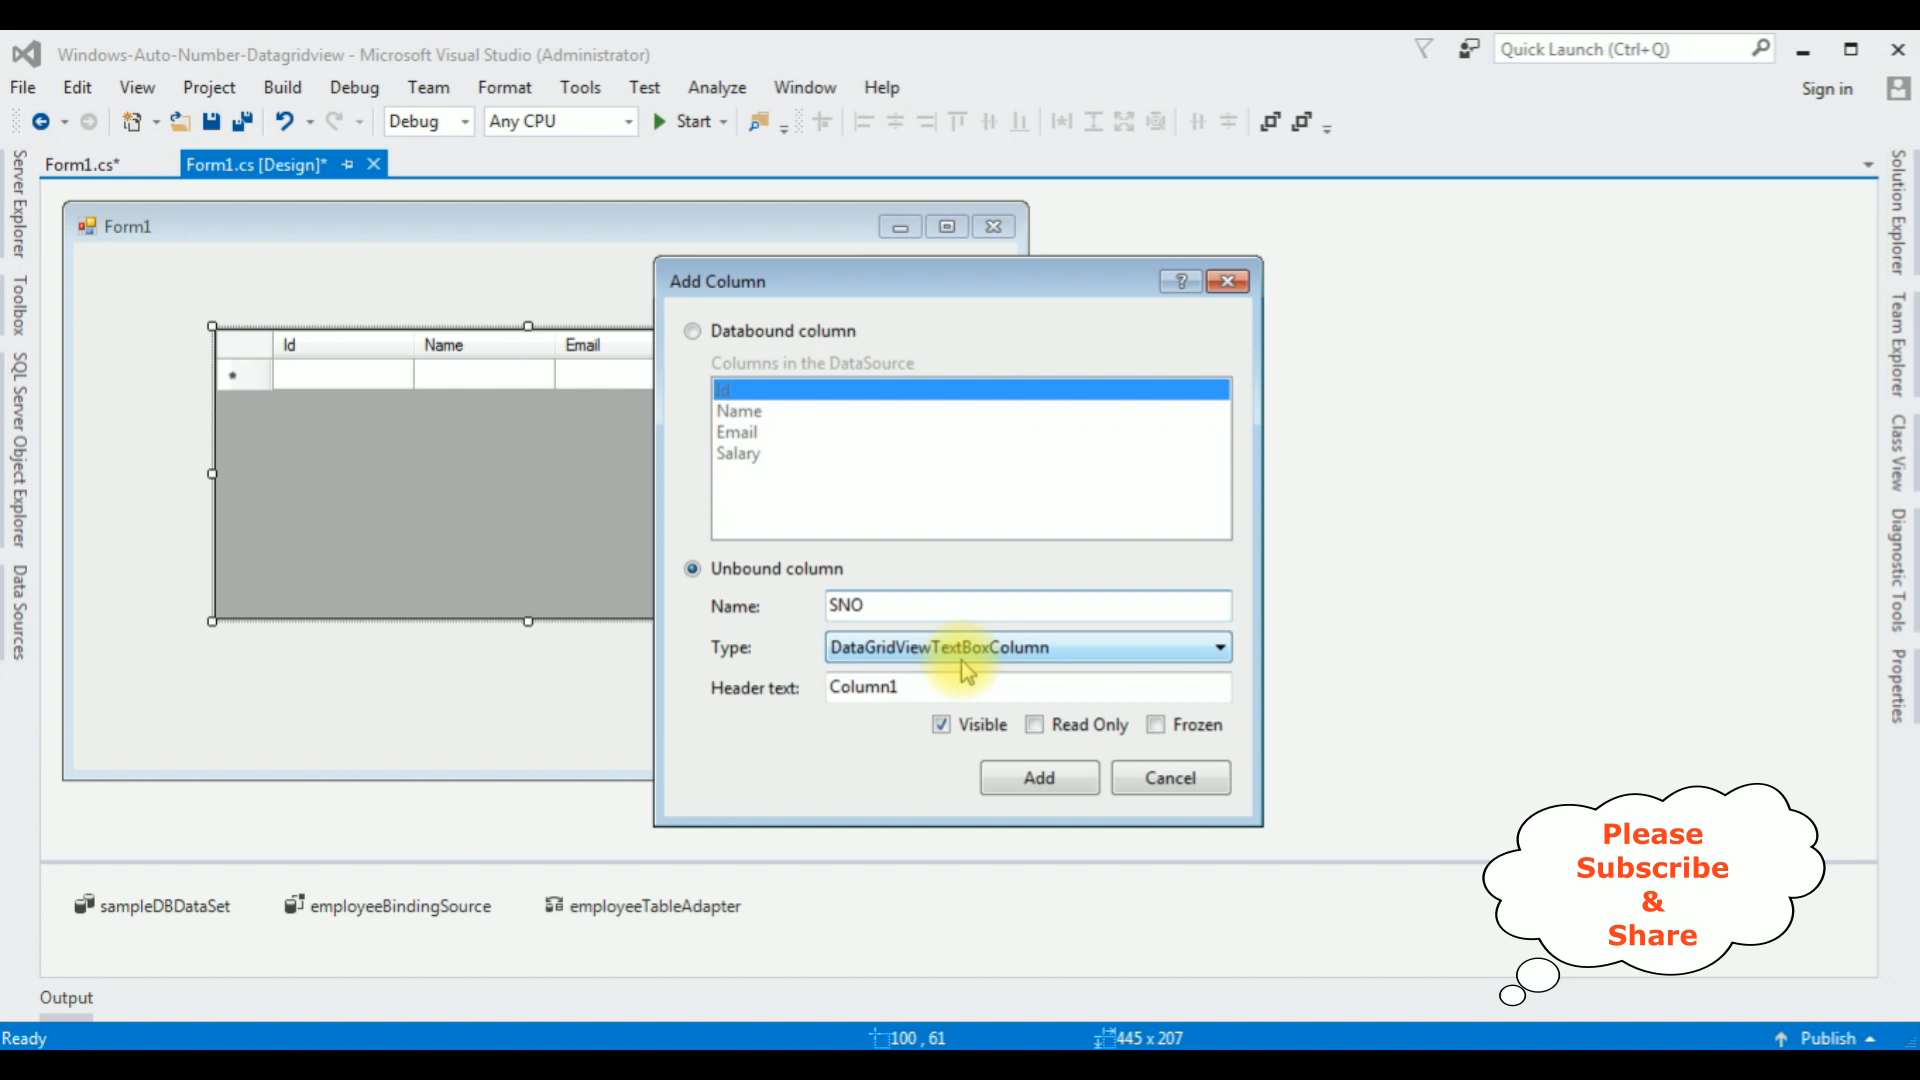 Windows-Auto-Number-Datagridview - Microsoft Visual Studio (Administrator)
Quick Launch (Ctrl+Q)
File Edit View Project Build Debug Team Format Tools Test Analyze Window Help
Sign in
Debug Any CPU Start
Form1.cs* Form1.cs [Design]*
Server Explorer
Toolbox
SQL Server Object Explorer
Data Sources
Form1
Id Name Email
*
Add Column
?
Databound column
Columns in the DataSource
Id
Name
Email
Salary
Unbound column
Name: SNO
Type: DataGridViewTextBoxColumn
Header text: Column1
Visible Read Only Frozen
Add Cancel
Solution Explorer
Team Explorer
Class View
Diagnostic Tools
Properties
sampleDBDataSet employeeBindingSource employeeTableAdapter
Please
Subscribe
&
Share
Output
Ready 100 , 61 445 x 207 Publish